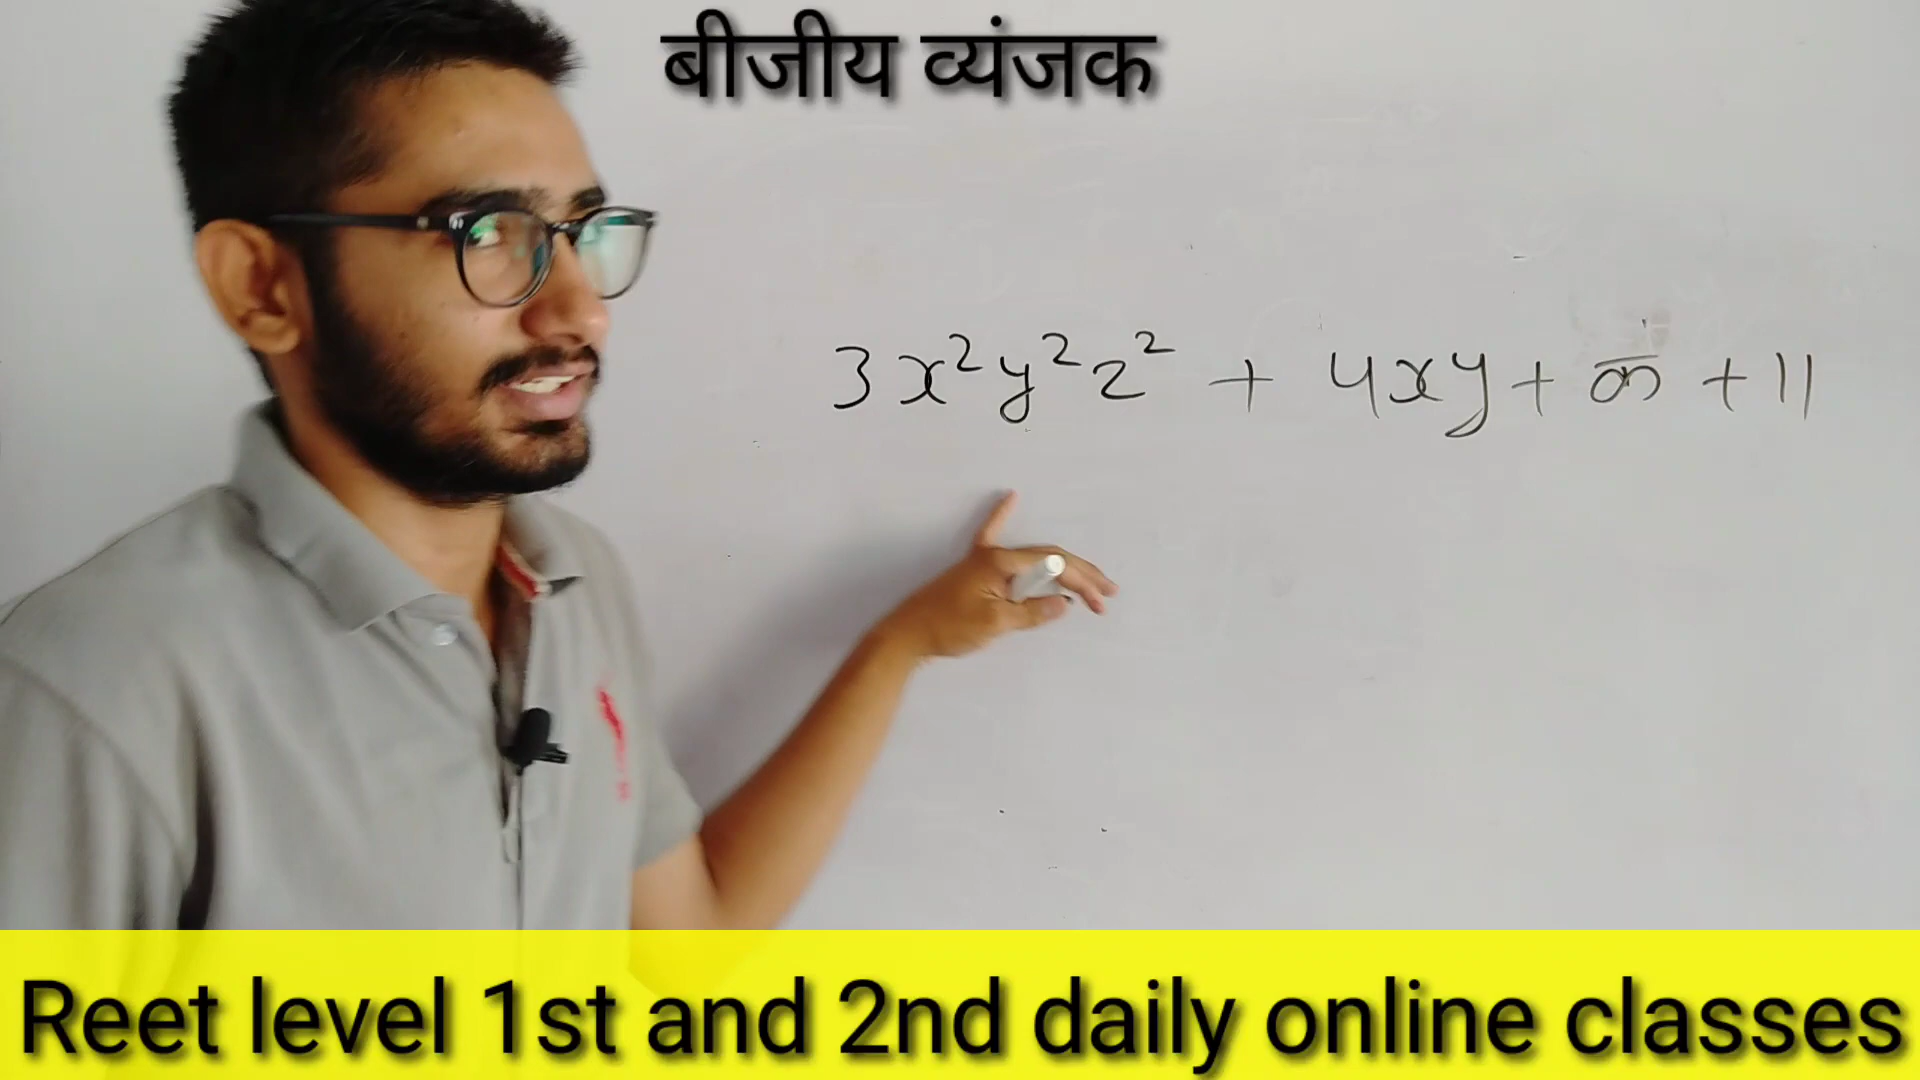 बीजीय व्यंजक
3x²y²z² + 4xy + क + 11
Reet level 1st and 2nd daily online classes